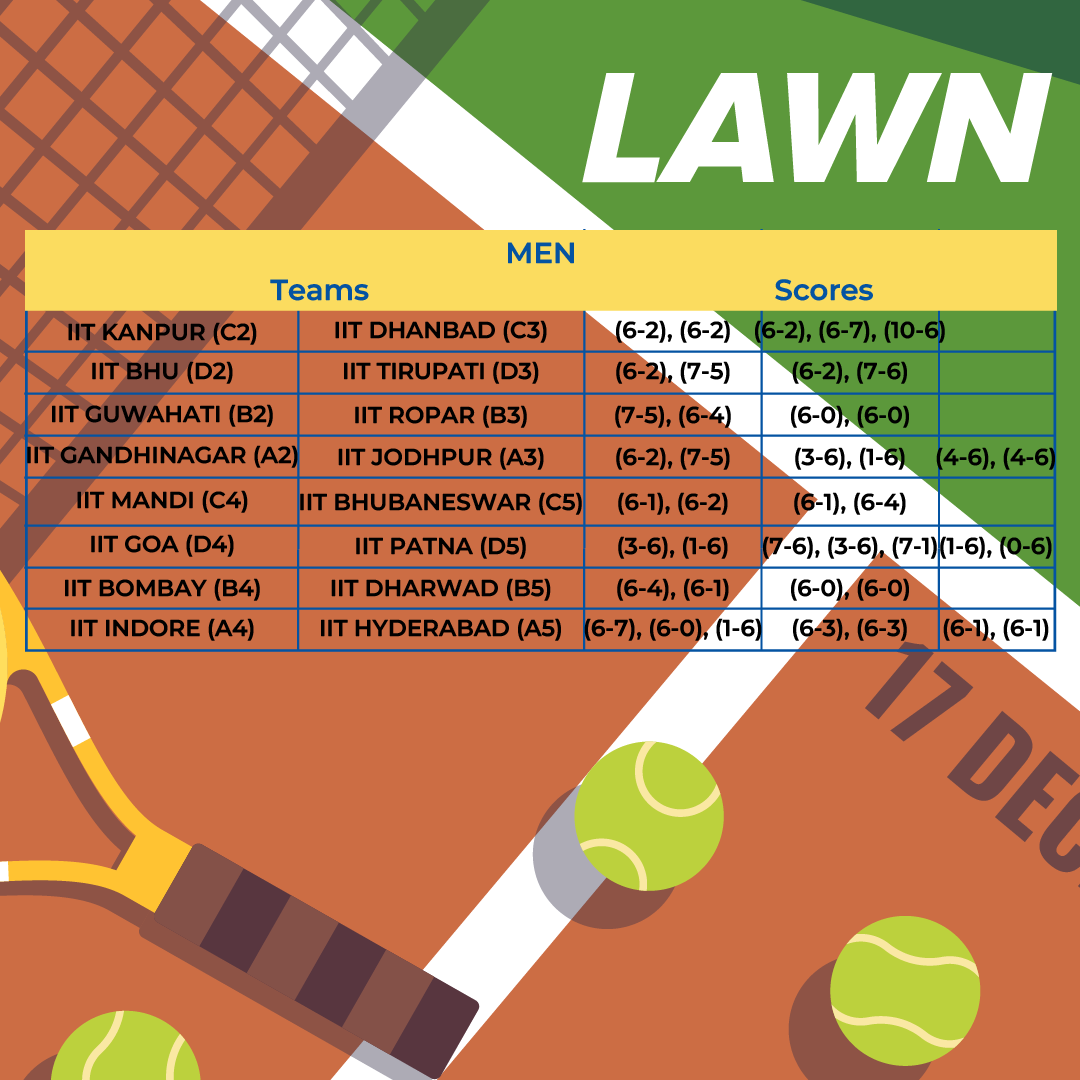 LAWN
MEN
Teams Scores
IIT KANPUR (C2) IIT DHANBAD (C3) (6-2), (6-2) (6-2), (6-7), (10-6)
IIT BHU (D2) IIT TIRUPATI (D3) (6-2), (7-5) (6-2), (7-6)
IIT GUWAHATI (B2) IIT ROPAR (B3) (7-5), (6-4) (6-0), (6-0)
IIT GANDHINAGAR (A2) IIT JODHPUR (A3) (6-2), (7-5) (3-6), (1-6) (4-6), (4-6)
IIT MANDI (C4) IIT BHUBANESWAR (C5) (6-1), (6-2) (6-1), (6-4)
IIT GOA (D4) IIT PATNA (D5) (3-6), (1-6) (7-6), (3-6), (7-1) (1-6), (0-6)
IIT BOMBAY (B4) IIT DHARWAD (B5) (6-4), (6-1) (6-0), (6-0)
IIT INDORE (A4) IIT HYDERABAD (A5) (6-7), (6-0), (1-6) (6-3), (6-3) (6-1), (6-1)
17 DEC